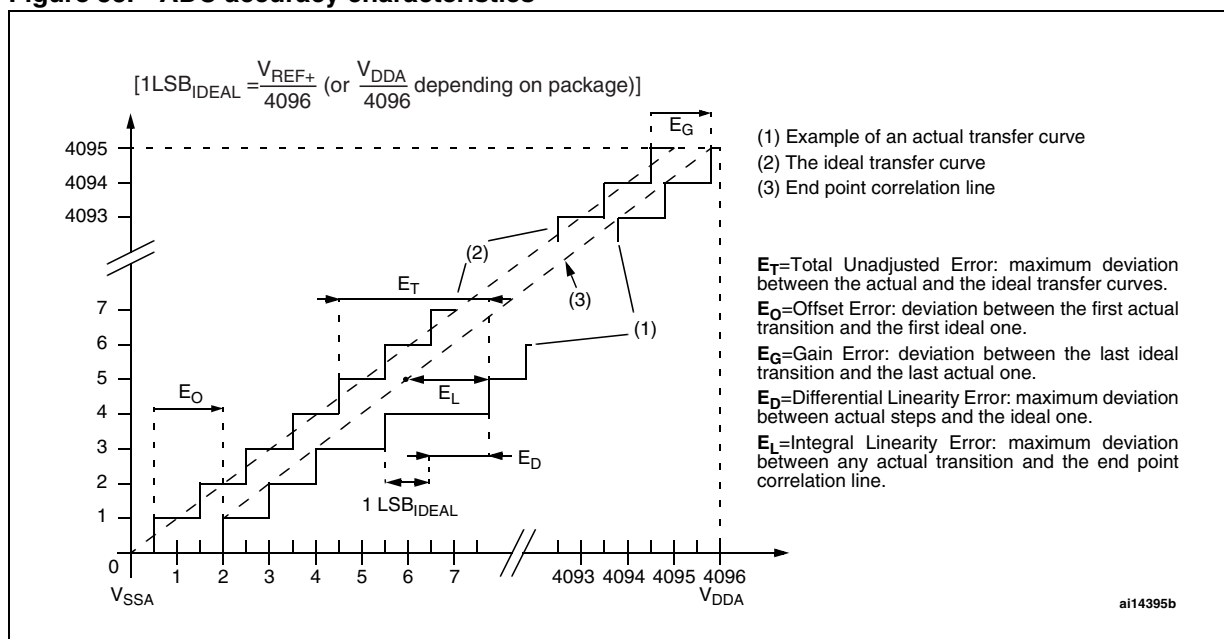 [1LSB_IDEAL = V_REF+ / 4096 (or V_DDA / 4096 depending on package)]
E_G
4095
4094
4093
7
6
5
4
3
2
1
0
(1) Example of an actual transfer curve
(2) The ideal transfer curve
(3) End point correlation line
E_T=Total Unadjusted Error: maximum deviation
between the actual and the ideal transfer curves.
E_O=Offset Error: deviation between the first actual
transition and the first ideal one.
E_G=Gain Error: deviation between the last ideal
transition and the last actual one.
E_D=Differential Linearity Error: maximum deviation
between actual steps and the ideal one.
E_L=Integral Linearity Error: maximum deviation
between any actual transition and the end point
correlation line.
(2)
E_T
(3)
(1)
E_O
E_L
E_D
1 LSB_IDEAL
1 2 3 4 5 6 7 4093 4094 4095 4096
V_SSA V_DDA
ai14395b